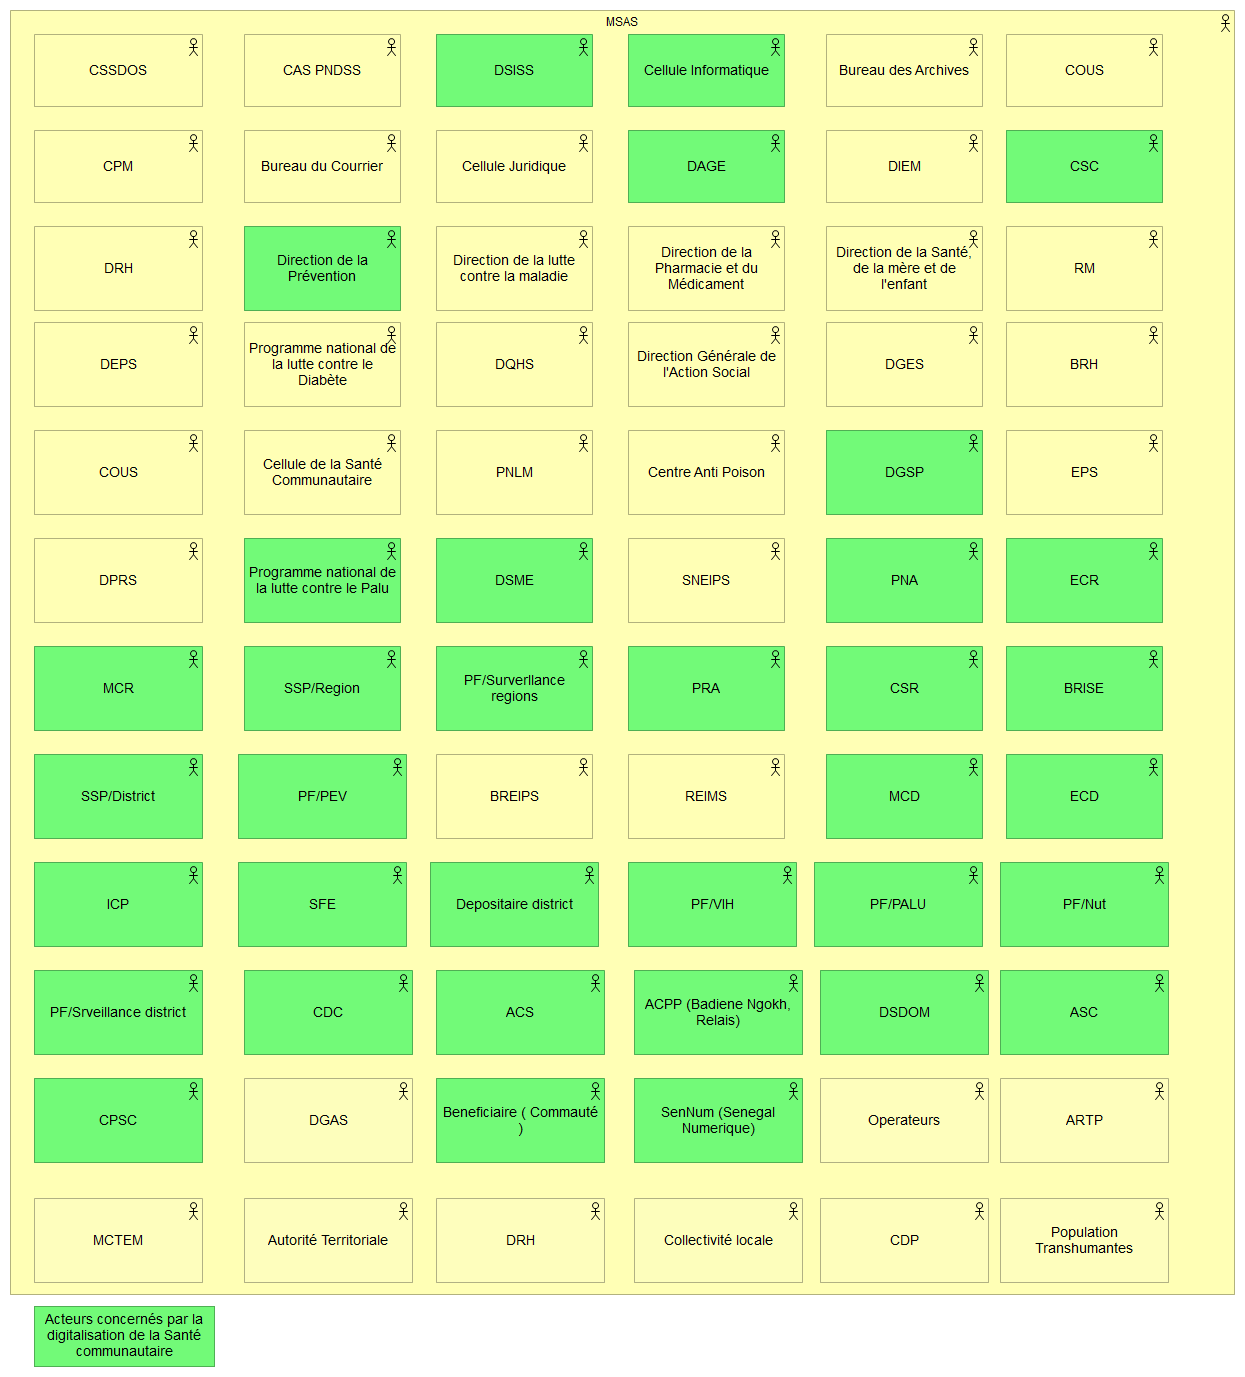 MSAS
CSSDOS
CAS PNDSS
DSISS
Cellule Informatique
Bureau des Archives
COUS
CPM
Bureau du Courrier
Cellule Juridique
DAGE
DIEM
CSC
DRH
Direction de la
Prévention
Direction de la lutte
contre la maladie
Direction de la
Pharmacie et du
Médicament
Direction de la Santé,
de la mère et de
l'enfant
RM
DEPS
Programme national de
la lutte contre le
Diabète
DQHS
Direction Générale de
l'Action Social
DGES
BRH
COUS
Cellule de la Santé
Communautaire
PNLM
Centre Anti Poison
DGSP
EPS
DPRS
Programme national de
la lutte contre le Palu
DSME
SNEIPS
PNA
ECR
MCR
SSP/Region
PF/Surverllance
regions
PRA
CSR
BRISE
SSP/District
PF/PEV
BREIPS
REIMS
MCD
ECD
ICP
SFE
Depositaire district
PF/VIH
PF/PALU
PF/Nut
PF/Srveillance district
CDC
ACS
ACPP (Badiene Ngokh,
Relais)
DSDOM
ASC
CPSC
DGAS
Beneficiaire ( Commauté
)
SenNum (Senegal
Numerique)
Operateurs
ARTP
MCTEM
Autorité Territoriale
DRH
Collectivité locale
CDP
Population
Transhumantes
Acteurs concernés par la
digitalisation de la Santé
communautaire